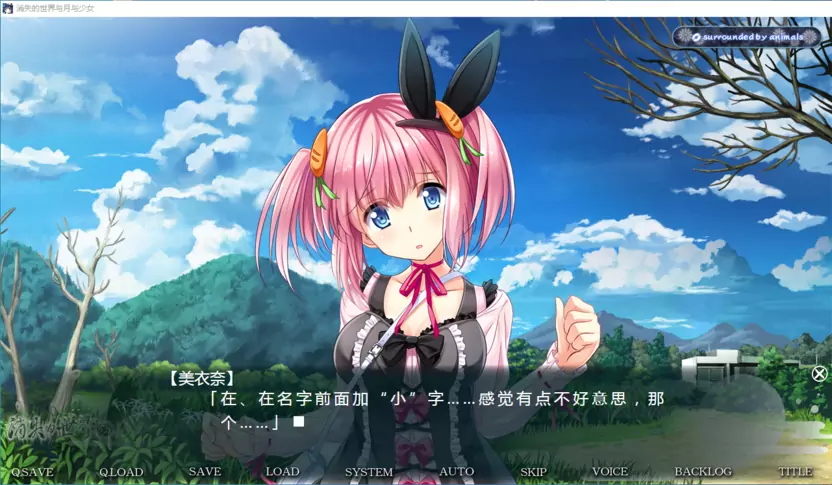 消失的世界与月与少女
surrounded by animals
【美衣奈】
「在、在名字前面加“小”字……感觉有点不好意思，那
个……」
Q.SAVE Q.LOAD SAVE LOAD SYSTEM AUTO SKIP VOICE BACKLOG TITLE